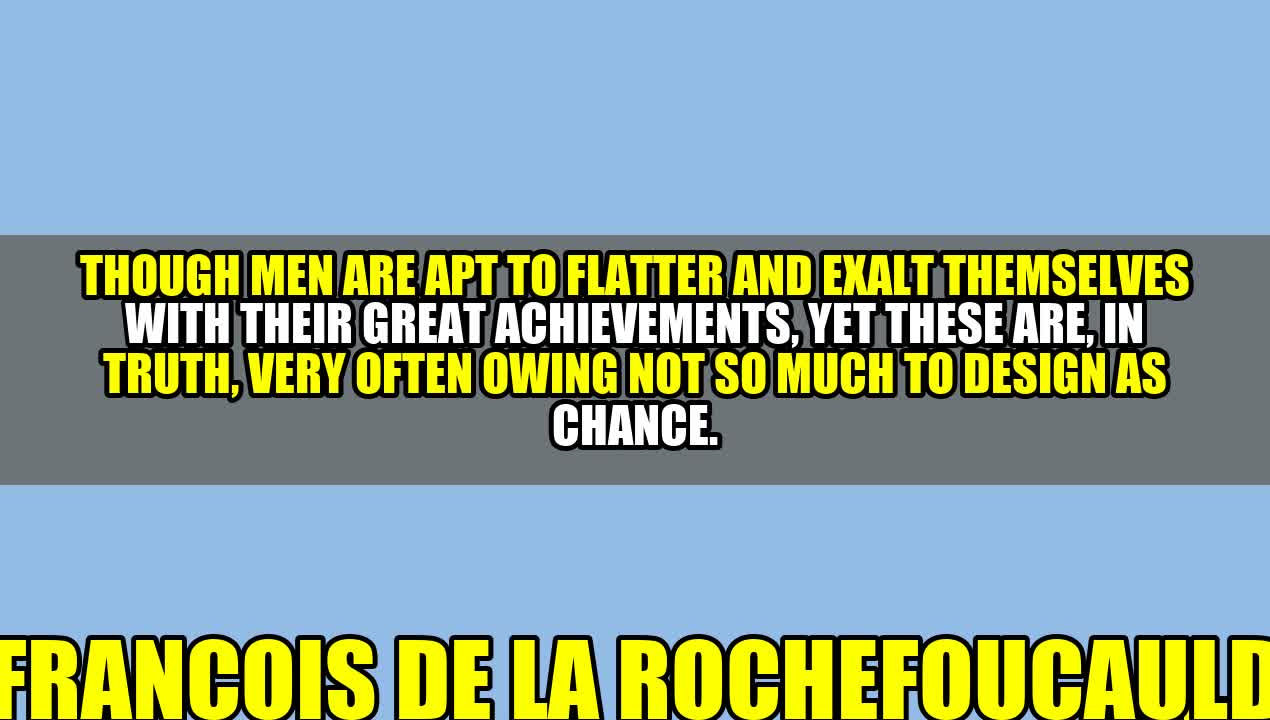 THOUGH MEN ARE APT TO FLATTER AND EXALT THEMSELVES
WITH THEIR GREAT ACHIEVEMENTS, YET THESE ARE, IN
TRUTH, VERY OFTEN OWING NOT SO MUCH TO DESIGN AS
CHANCE.
FRANCOIS DE LA ROCHEFOUCAULD